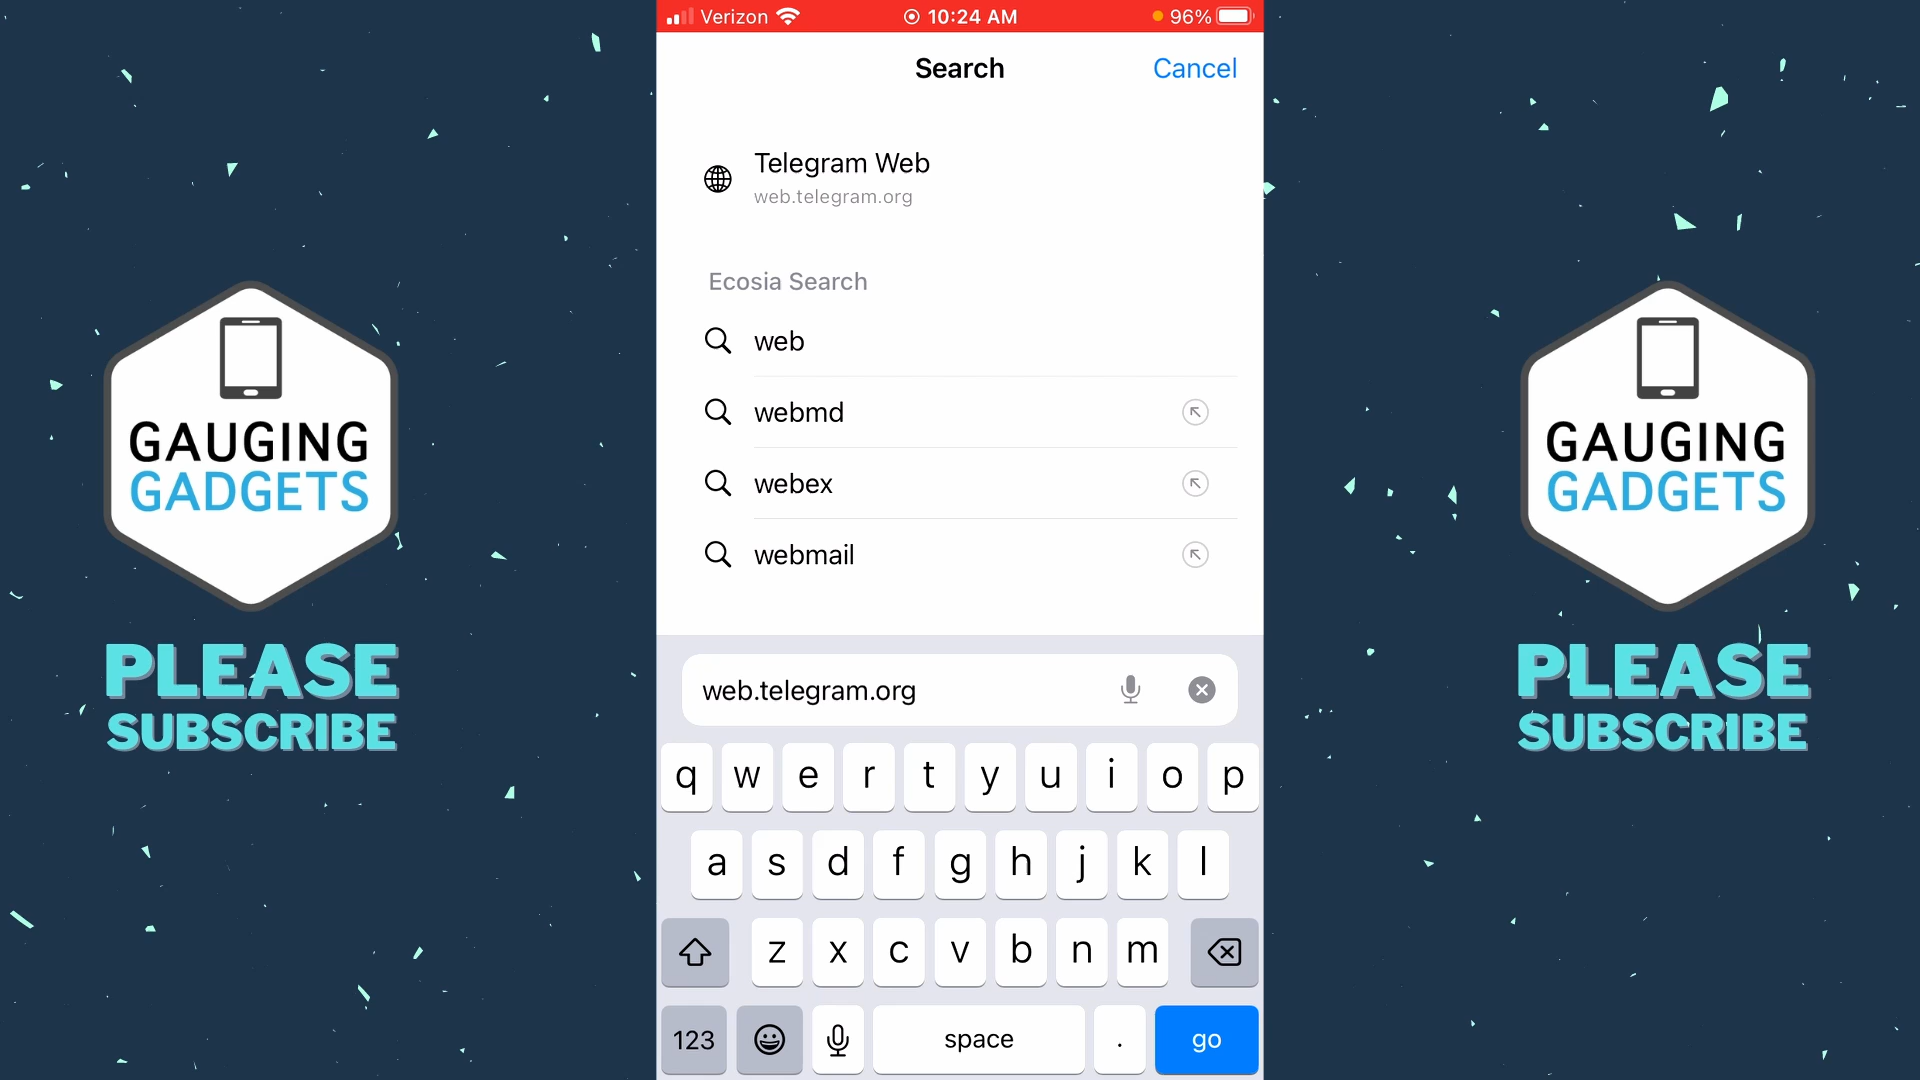 Verizon 10:24 AM 96%
Search Cancel
Telegram Web
web.telegram.org
Ecosia Search
web
webmd
webex
webmail
web.telegram.org
q w e r t y u i o p
a s d f g h j k l
z x c v b n m
123 space . go
GAUGING
GADGETS
PLEASE
SUBSCRIBE
GAUGING
GADGETS
PLEASE
SUBSCRIBE